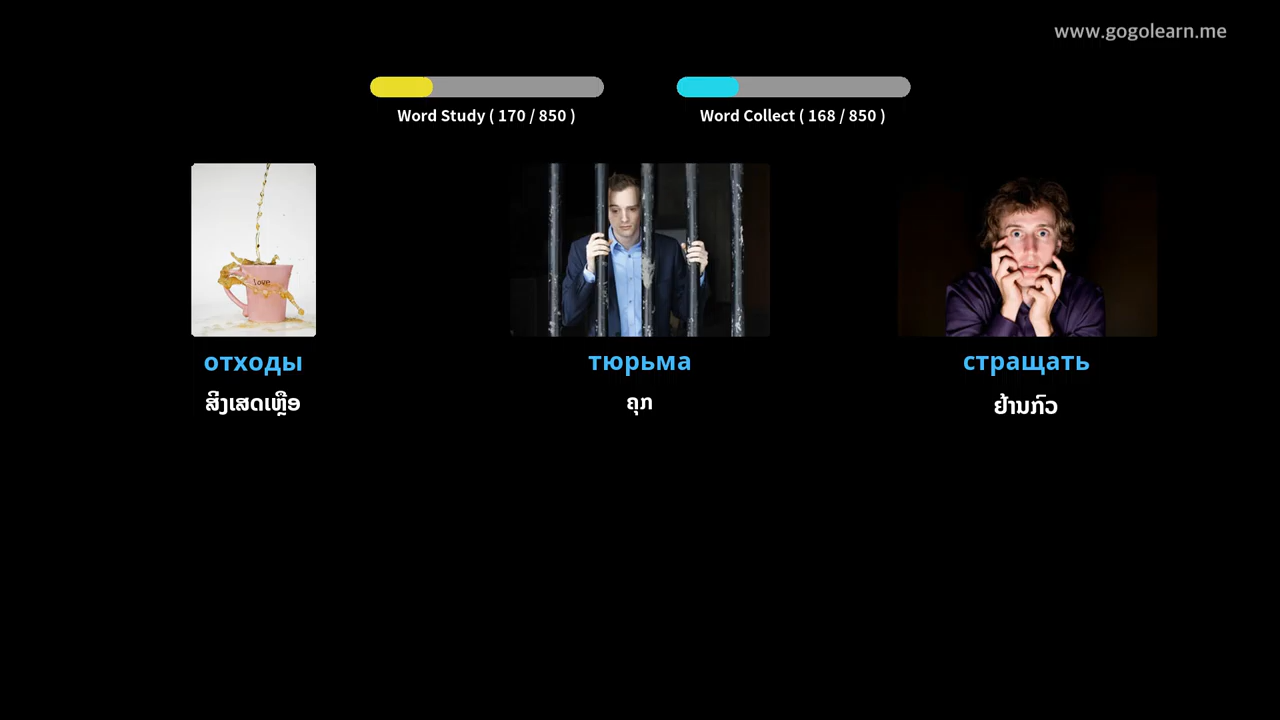 www.gogolearn.me
Word Study ( 170 / 850 )
Word Collect ( 168 / 850 )
love
отходы
тюрьма
стращать
ສິ່ງເສດເຫຼືອ
ຄຸກ
ຢ້ານກົວ